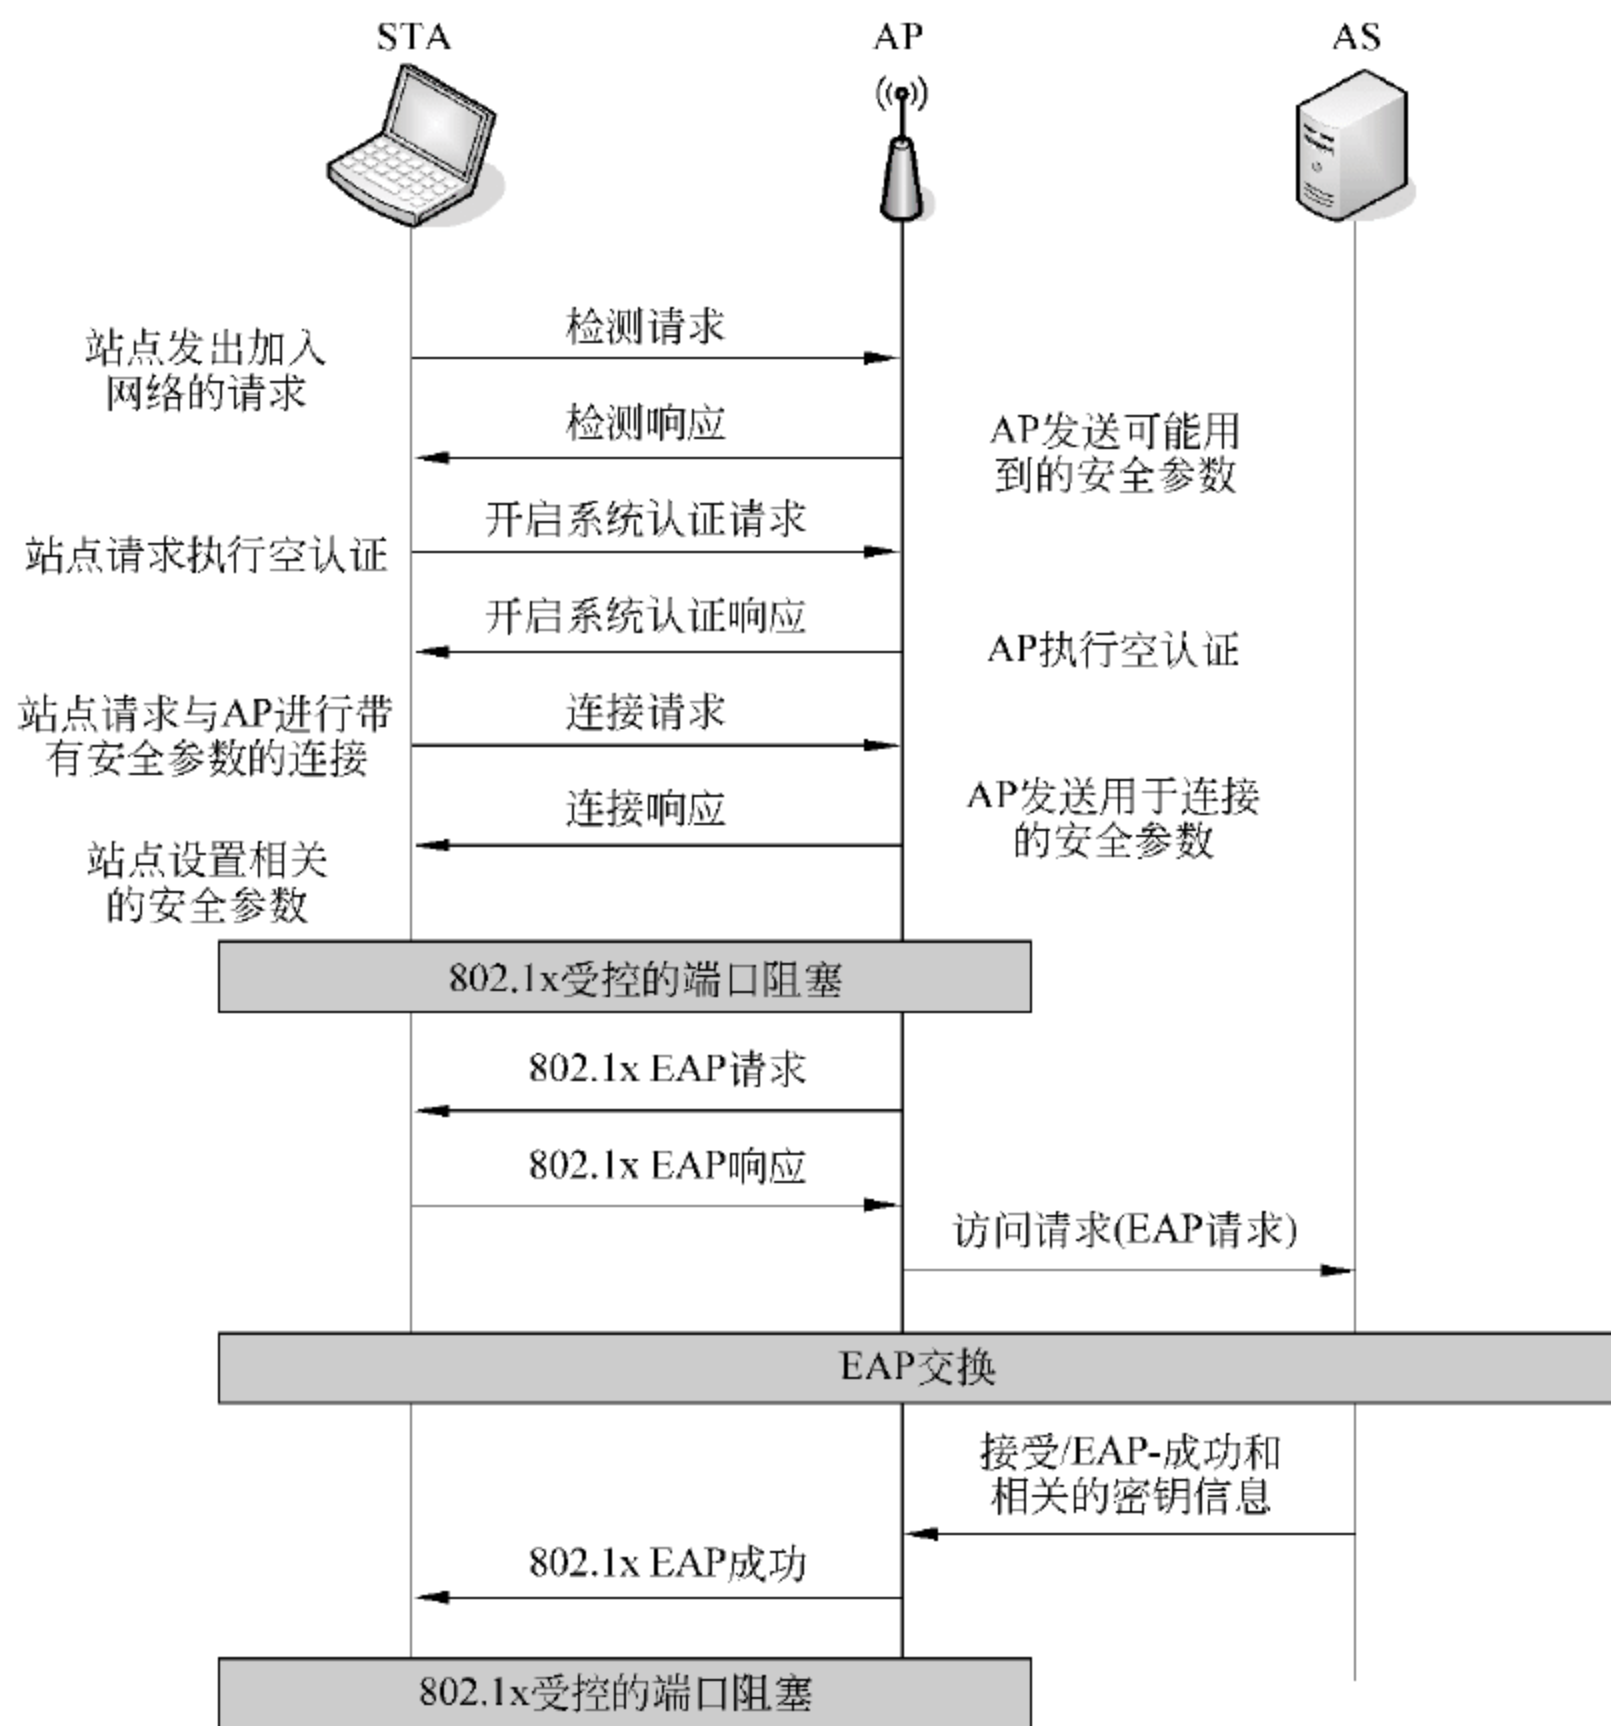 STA
AP
AS
检测请求
站点发出加入
网络的请求
检测响应
AP发送可能用
到的安全参数
开启系统认证请求
站点请求执行空认证
开启系统认证响应
AP执行空认证
站点请求与AP进行带
有安全参数的连接
连接请求
连接响应
AP发送用于连接
的安全参数
站点设置相关
的安全参数
802.1x受控的端口阻塞
802.1x EAP请求
802.1x EAP响应
访问请求(EAP请求)
EAP交换
接受/EAP-成功和
相关的密钥信息
802.1x EAP成功
802.1x受控的端口阻塞